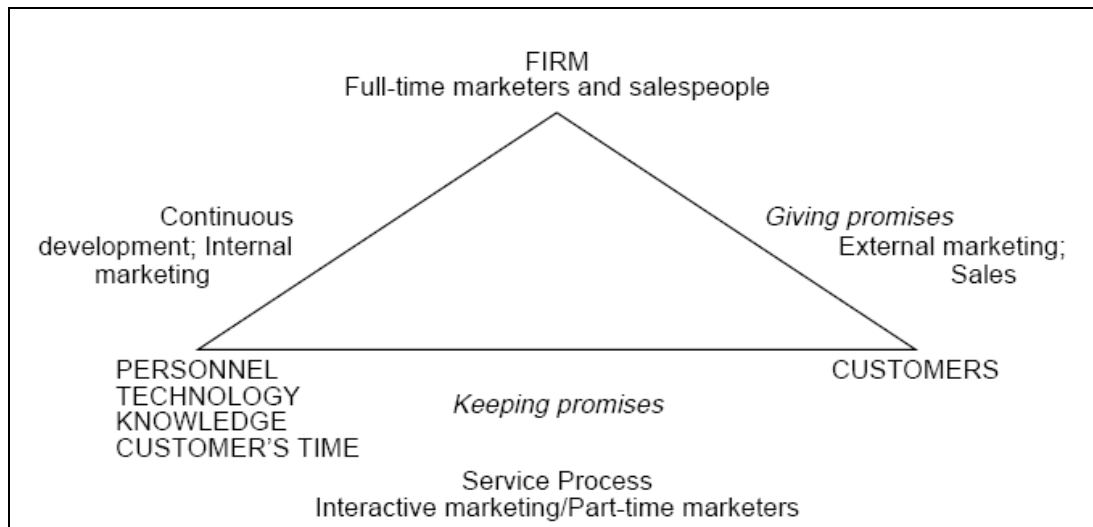 FIRM
Full-time marketers and salespeople
Continuous
development; Internal
marketing
Giving promises
External marketing;
Sales
PERSONNEL
TECHNOLOGY
KNOWLEDGE
CUSTOMER'S TIME
Keeping promises
CUSTOMERS
Service Process
Interactive marketing/Part-time marketers